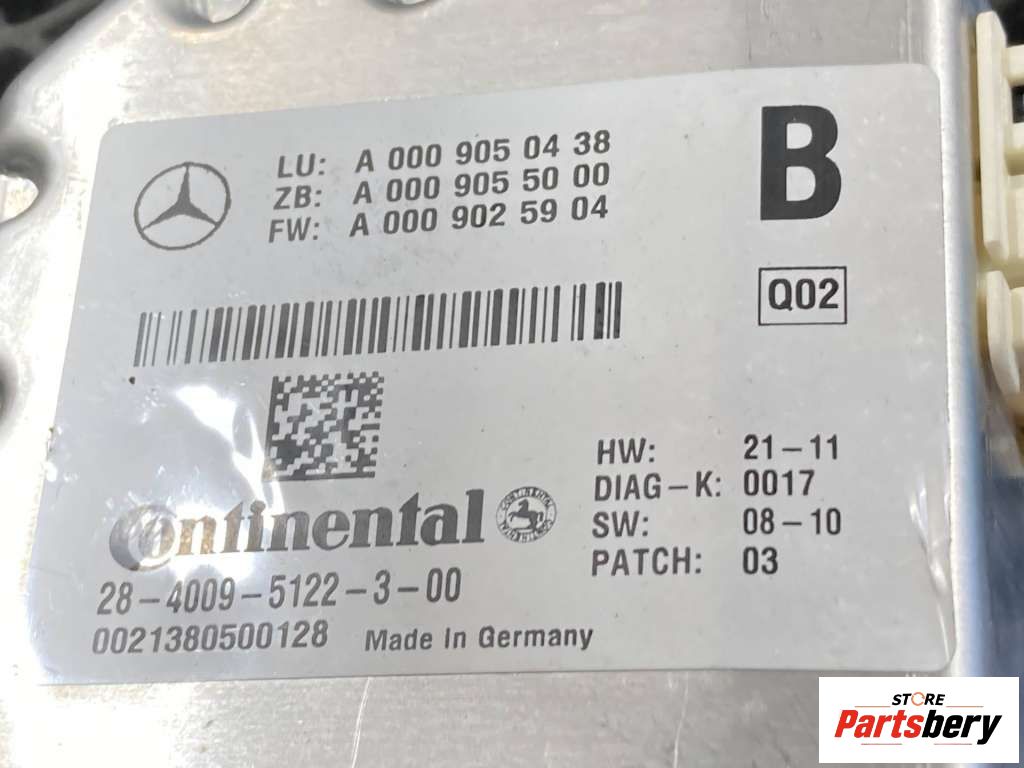 LU: A 000 905 04 38
ZB: A 000 905 50 00
FW: A 000 902 59 04
B
Q02
HW: 21-11
DIAG-K: 0017
SW: 08-10
PATCH: 03
Continental
CONTINENTAL CONTINENTAL
28-4009-5122-3-00
0021380500128 Made In Germany
STORE
Partsbery